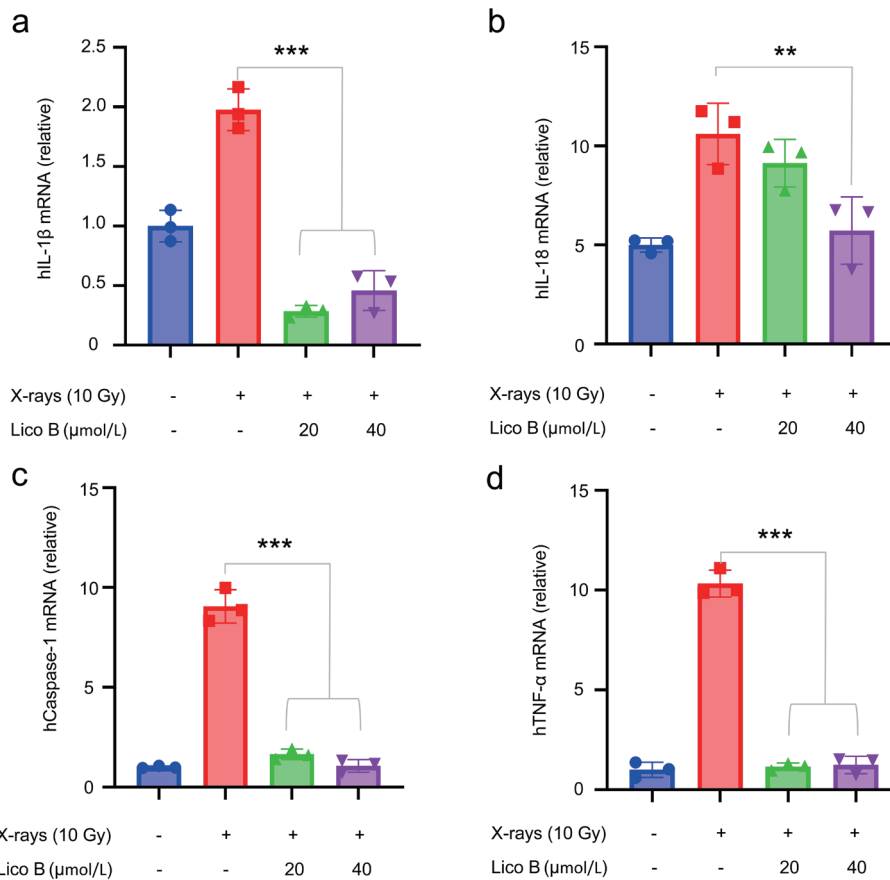 a
2.5
2.0
1.5
1.0
0.5
0
hIL-1β mRNA (relative)
***
X-rays (10 Gy) - + + +
Lico B (μmol/L) - - 20 40
b
15
10
5
0
hIL-18 mRNA (relative)
**
X-rays (10 Gy) - + + +
Lico B (μmol/L) - - 20 40
c
15
10
5
0
hCaspase-1 mRNA (relative)
***
X-rays (10 Gy) - + + +
Lico B (μmol/L) - - 20 40
d
15
10
5
0
hTNF-α mRNA (relative)
***
X-rays (10 Gy) - + + +
Lico B (μmol/L) - - 20 40